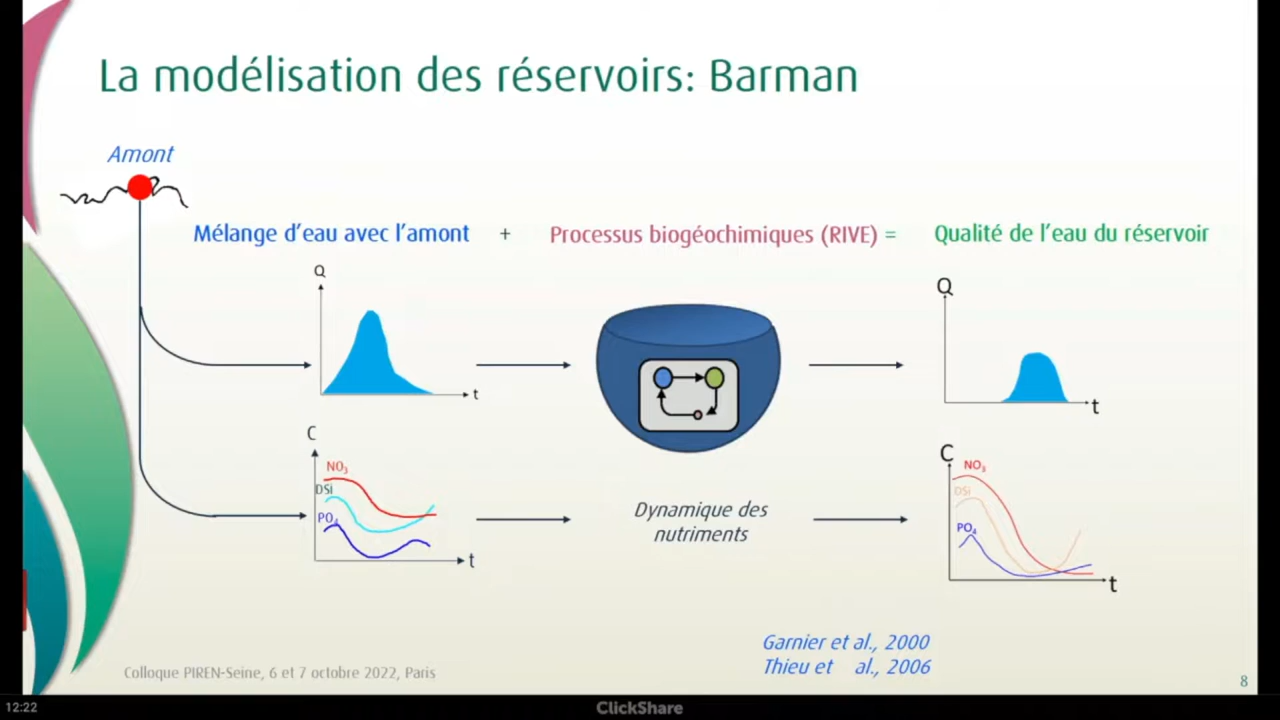 La modélisation des réservoirs: Barman
Amont
Mélange d'eau avec l'amont + Processus biogéochimiques (RIVE) = Qualité de l'eau du réservoir
Q
t
Q
t
C
NO3
DSi
PO4
t
Dynamique des
nutriments
C
NO3
DSi
PO4
t
Garnier et al., 2000
Thieu et al., 2006
Colloque PIREN-Seine, 6 et 7 octobre 2022, Paris
8
12:22
ClickShare